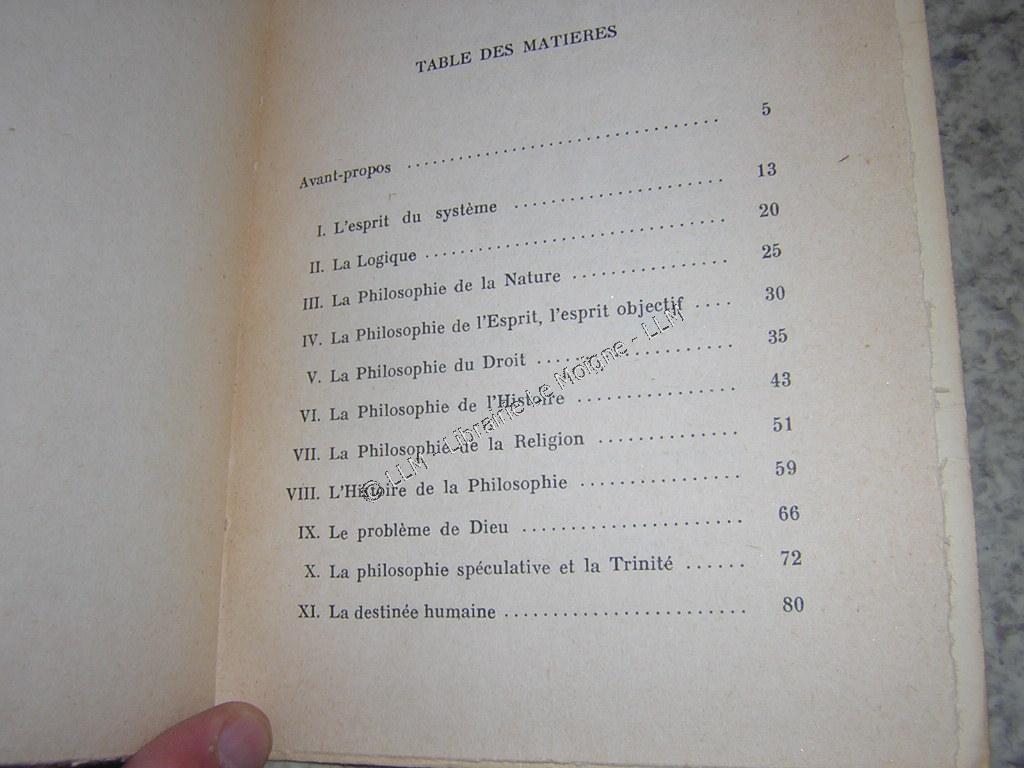 TABLE DES MATIERES
Avant-propos ................................. 5
I. L'esprit du système ........................ 13
II. La Logique ................................. 20
III. La Philosophie de la Nature ................ 25
IV. La Philosophie de l'Esprit, l'esprit objectif .... 30
V. La Philosophie du Droit .................... 35
VI. La Philosophie de l'Histoire ................ 43
VII. La Philosophie de la Religion .............. 51
VIII. L'Histoire de la Philosophie ................ 59
IX. Le problème de Dieu ...................... 66
X. La philosophie spéculative et la Trinité ...... 72
XI. La destinée humaine ........................ 80
© LLM - Librairie Le Moigne - LLM